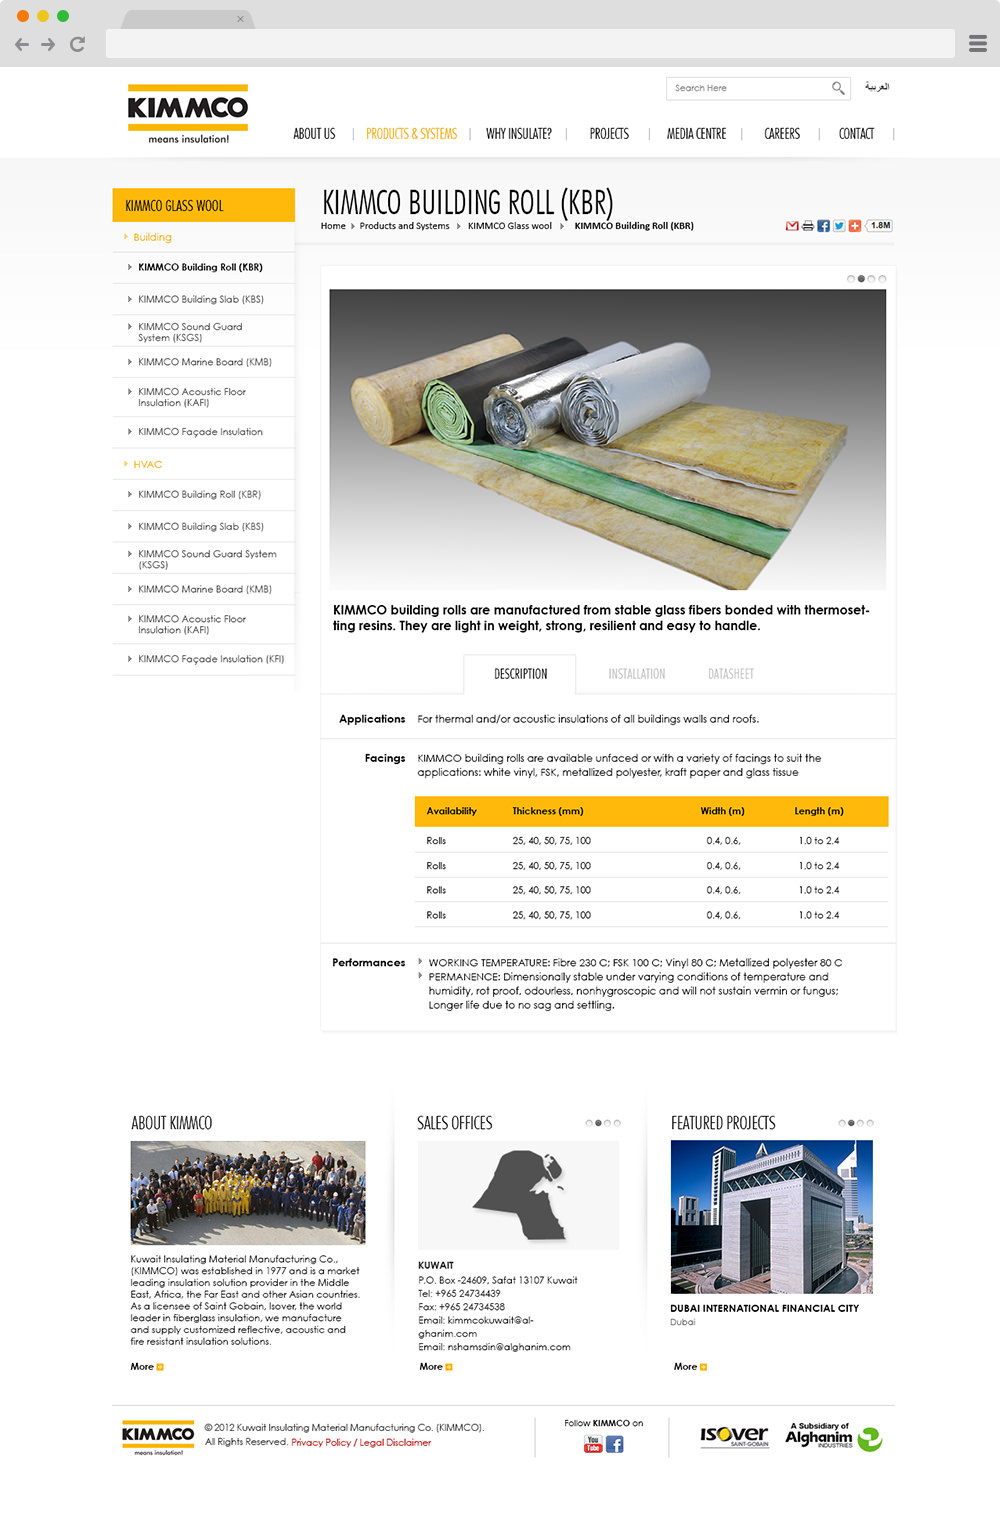 KIMMCO
means insulation!
Search Here
العربية
ABOUT US
PRODUCTS & SYSTEMS
WHY INSULATE?
PROJECTS
MEDIA CENTRE
CAREERS
CONTACT
KIMMCO GLASS WOOL
Building
KIMMCO Building Roll (KBR)
KIMMCO Building Slab (KBS)
KIMMCO Sound Guard
System (KSGS)
KIMMCO Marine Board (KMB)
KIMMCO Acoustic Floor
Insulation (KAFI)
KIMMCO Façade Insulation
HVAC
KIMMCO Building Roll (KBR)
KIMMCO Building Slab (KBS)
KIMMCO Sound Guard System
(KSGS)
KIMMCO Marine Board (KMB)
KIMMCO Acoustic Floor
Insulation (KAFI)
KIMMCO Façade Insulation (KFI)
KIMMCO BUILDING ROLL (KBR)
Home Products and Systems KIMMCO Glass wool KIMMCO Building Roll (KBR)
1.8M
KIMMCO building rolls are manufactured from stable glass fibers bonded with thermoset-
ting resins. They are light in weight, strong, resilient and easy to handle.
DESCRIPTION INSTALLATION DATASHEET
Applications For thermal and/or acoustic insulations of all buildings walls and roofs.
Facings KIMMCO building rolls are available unfaced or with a variety of facings to suit the
applications: white vinyl, FSK, metallized polyester, kraft paper and glass tissue
Availability Thickness (mm) Width (m) Length (m)
Rolls 25, 40, 50, 75, 100 0.4, 0.6, 1.0 to 2.4
Rolls 25, 40, 50, 75, 100 0.4, 0.6, 1.0 to 2.4
Rolls 25, 40, 50, 75, 100 0.4, 0.6, 1.0 to 2.4
Rolls 25, 40, 50, 75, 100 0.4, 0.6, 1.0 to 2.4
Performances WORKING TEMPERATURE: Fibre 230 C; FSK 100 C; Vinyl 80 C; Metallized polyester 80 C
PERMANENCE: Dimensionally stable under varying conditions of temperature and
humidity, rot proof, odourless, nonhygroscopic and will not sustain vermin or fungus;
Longer life due to no sag and settling.
ABOUT KIMMCO
Kuwait Insulating Material Manufacturing Co.,
(KIMMCO) was established in 1977 and is a market
leading insulation solution provider in the Middle
East, Africa, the Far East and other Asian countries.
As a licensee of Saint Gobain, Isover, the world
leader in fiberglass insulation, we manufacture
and supply customized reflective, acoustic and
fire resistant insulation solutions.
More
SALES OFFICES
KUWAIT
P.O. Box -24609, Safat 13107 Kuwait
Tel: +965 24734439
Fax: +965 24734538
Email: kimmcokuwait@al-
ghanim.com
Email: nshamsdin@alghanim.com
More
FEATURED PROJECTS
DUBAI INTERNATIONAL FINANCIAL CITY
Dubai
More
KIMMCO
means insulation!
© 2012 Kuwait Insulating Material Manufacturing Co. (KIMMCO).
All Rights Reserved. Privacy Policy / Legal Disclaimer
Follow KIMMCO on
You
Tube
isover
SAINT-GOBAIN
A Subsidiary of
Alghanim
INDUSTRIES